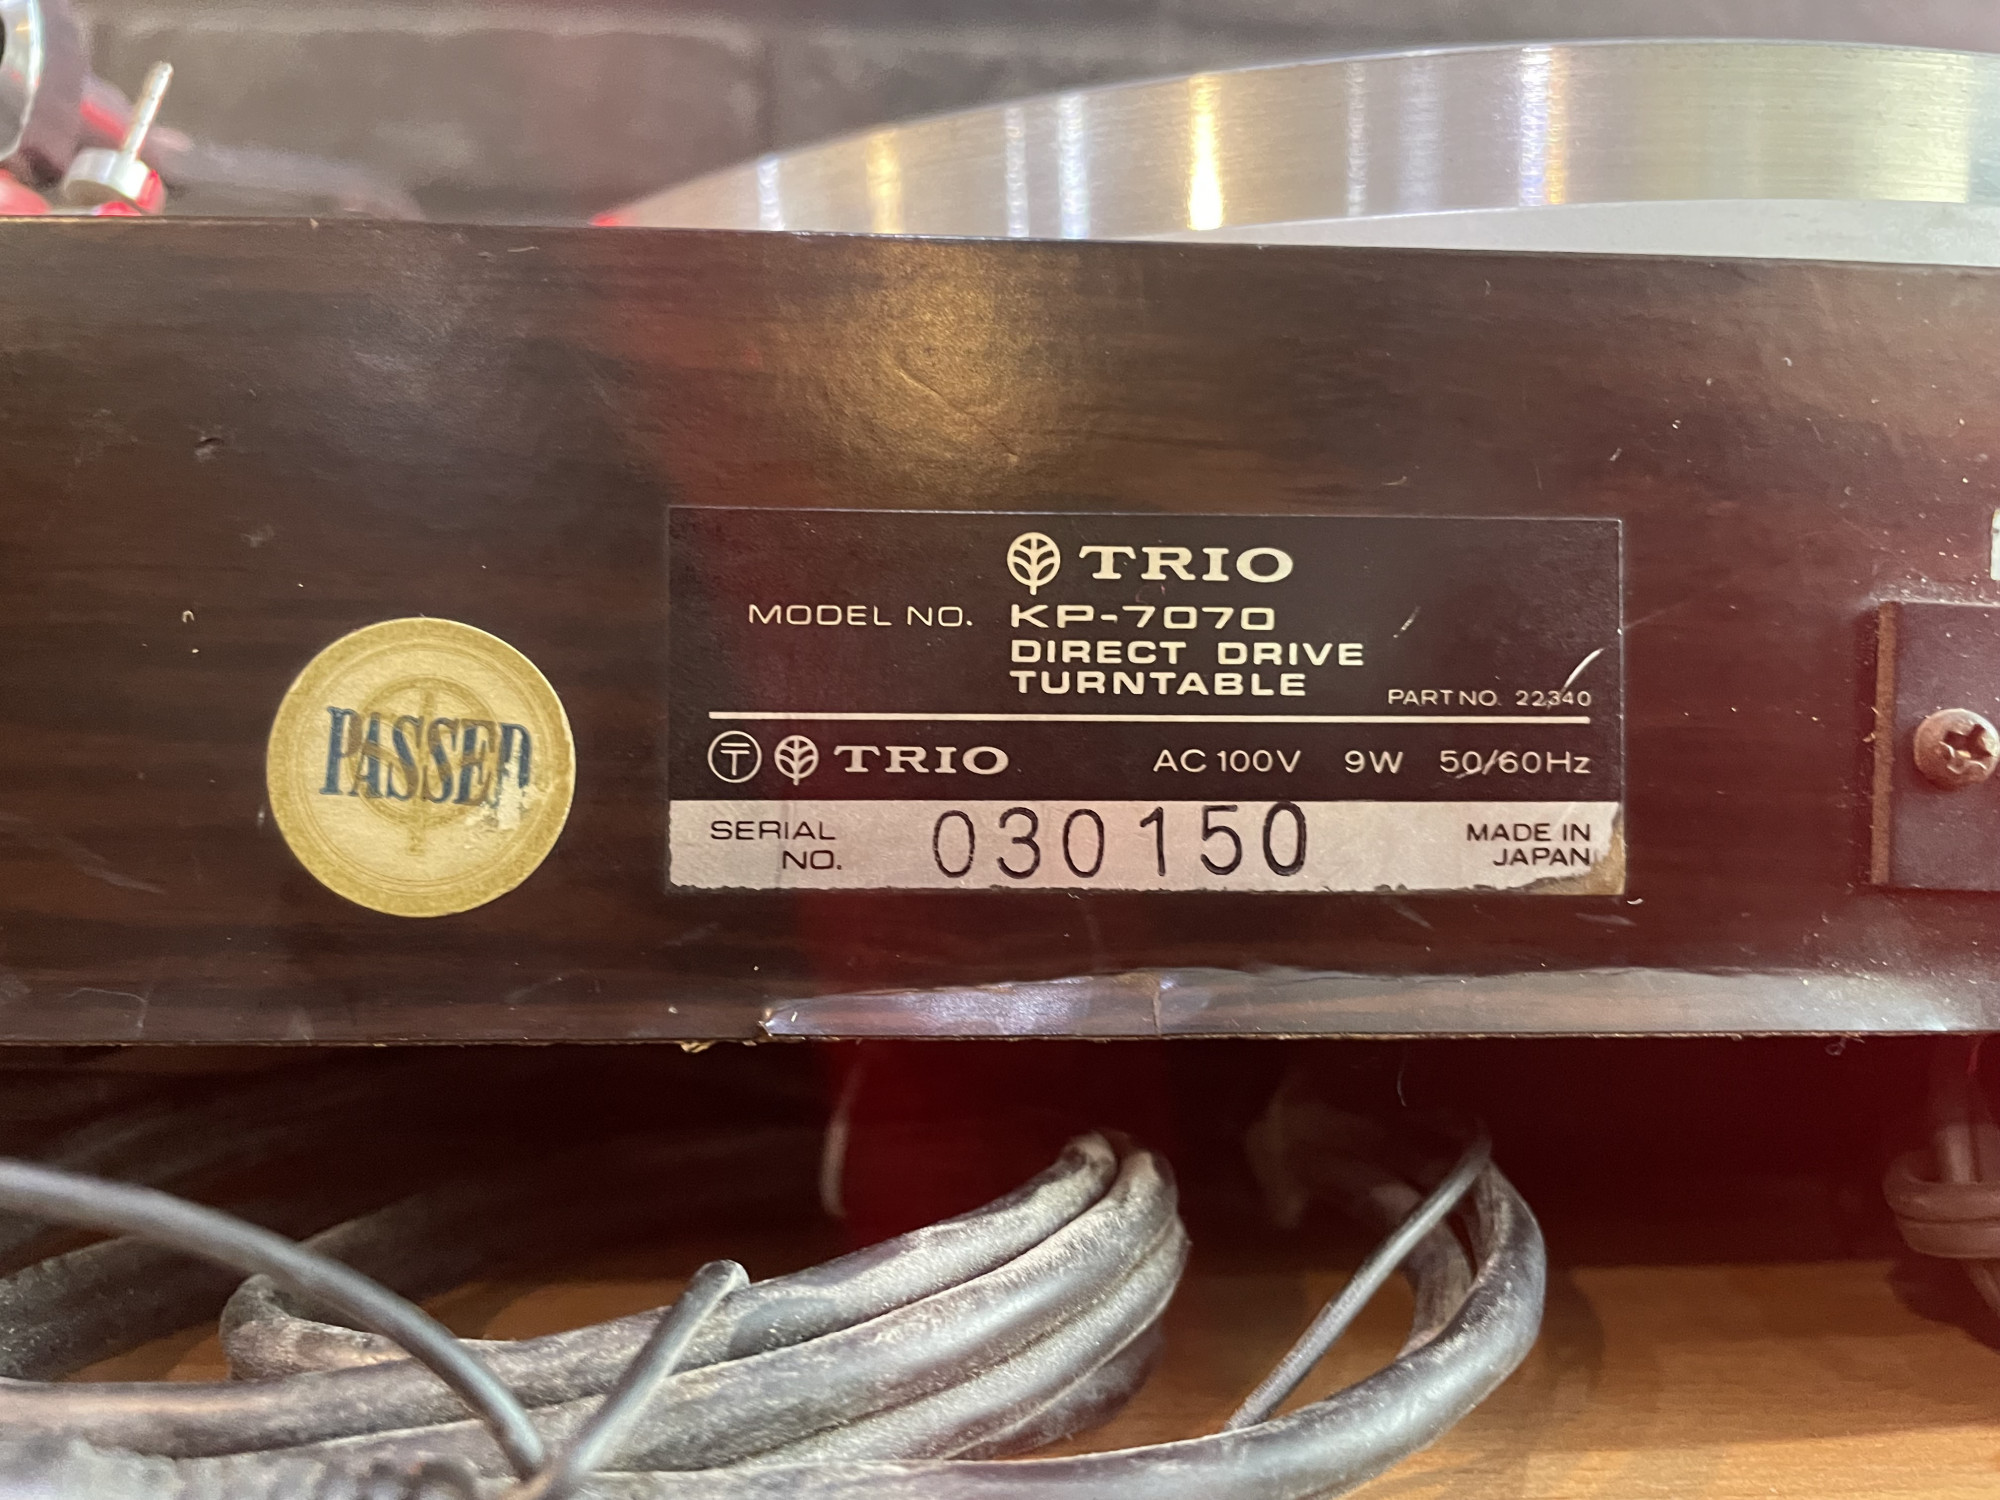 TRIO
MODEL NO. KP-7070
DIRECT DRIVE
TURNTABLE
PART NO. 22340
TRIO AC 100V 9W 50/60Hz
SERIAL NO. 030150
MADE IN JAPAN
PASSED